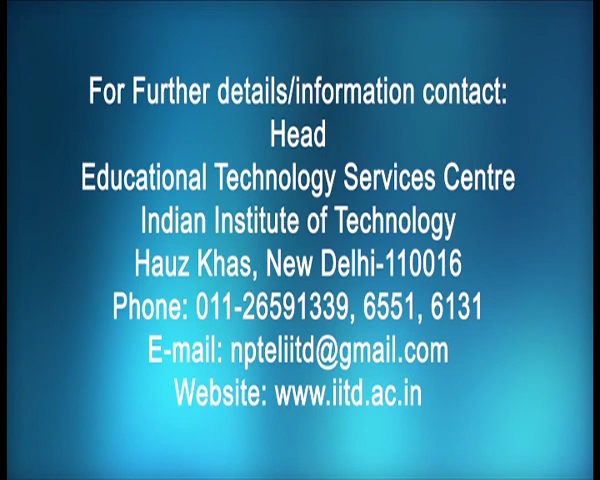 For Further details/information contact:
Head
Educational Technology Services Centre
Indian Institute of Technology
Hauz Khas, New Delhi-110016
Phone: 011-26591339, 6551, 6131
E-mail: npteliitd@gmail.com
Website: www.iitd.ac.in